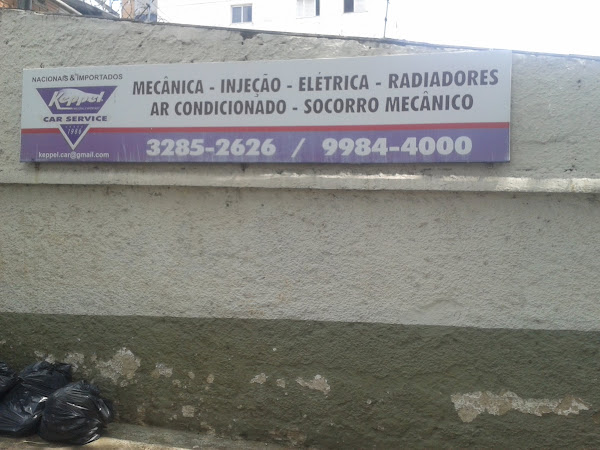 NACIONAIS & IMPORTADOS
Keppel
CAR SERVICE
1986
keppel.car@gmail.com
MECÂNICA - INJEÇÃO - ELÉTRICA - RADIADORES
AR CONDICIONADO - SOCORRO MECÂNICO
3285-2626 / 9984-4000